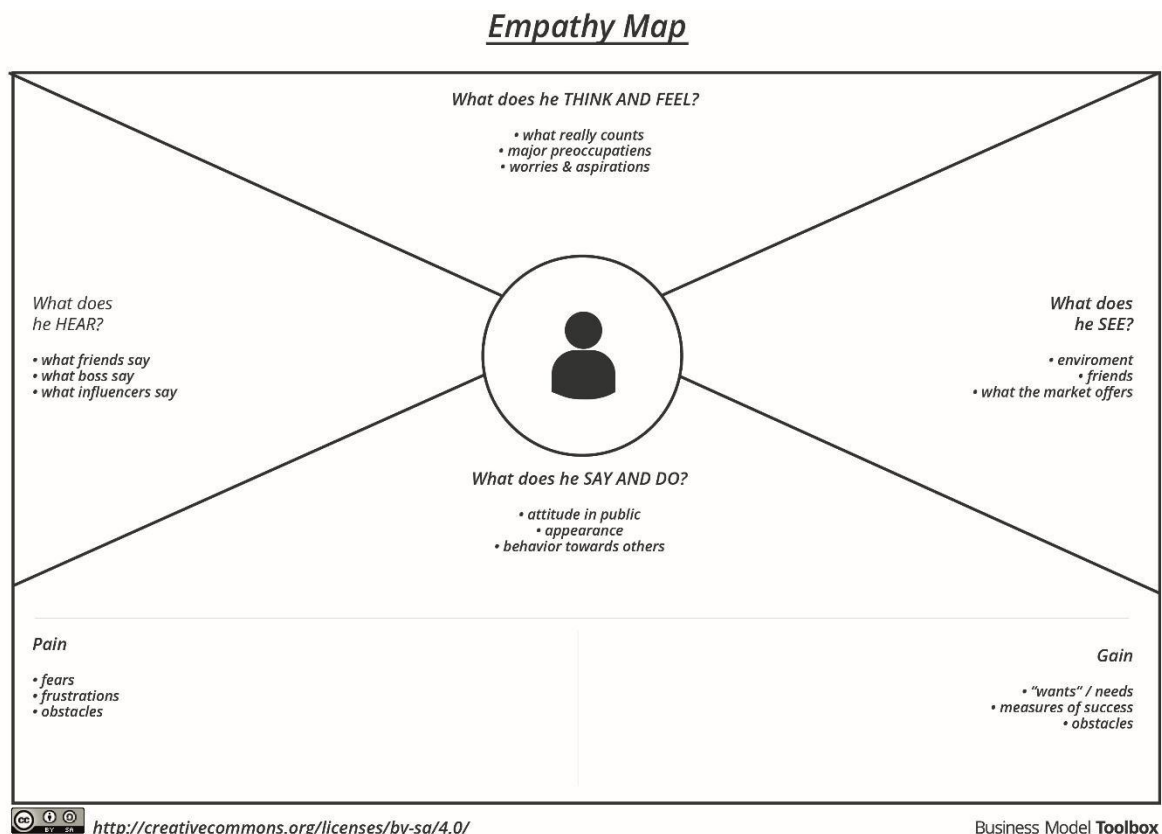 Empathy Map
What does he THINK AND FEEL?
• what really counts
• major preoccupatiens
• worries & aspirations
What does
he HEAR?
• what friends say
• what boss say
• what influencers say
What does
he SEE?
• enviroment
• friends
• what the market offers
What does he SAY AND DO?
• attitude in public
• appearance
• behavior towards others
Pain
• fears
• frustrations
• obstacles
Gain
• “wants” / needs
• measures of success
• obstacles
cc BY SA
http://creativecommons.org/licenses/by-sa/4.0/
Business Model Toolbox